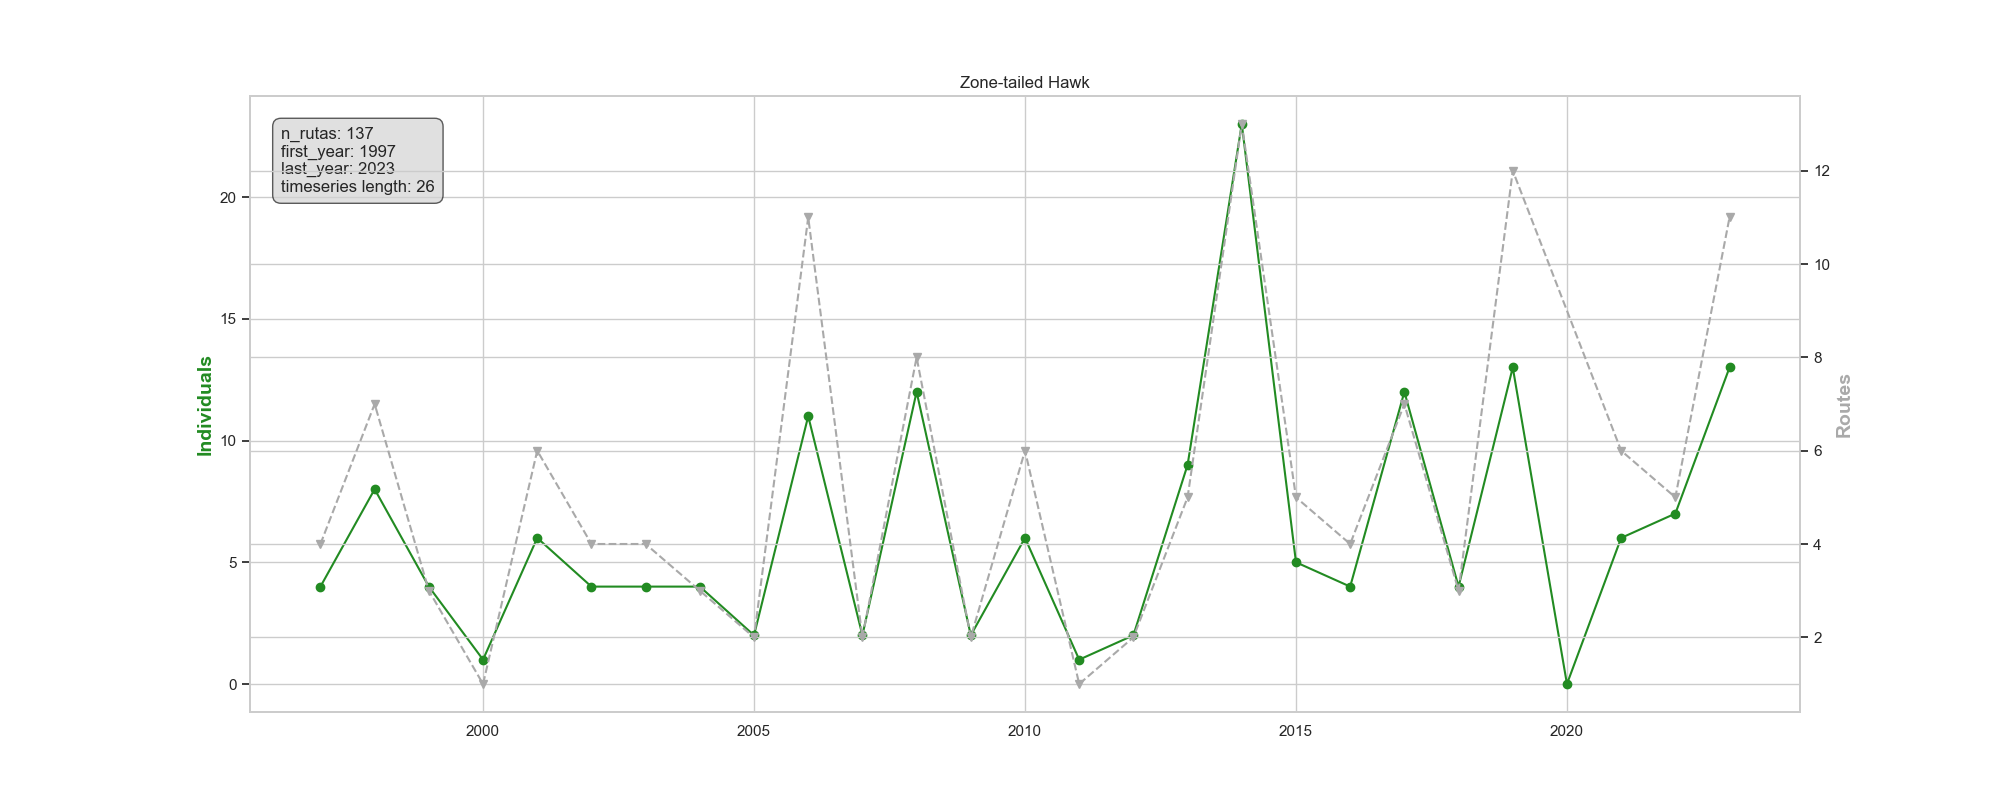 Zone-tailed Hawk
n_rutas: 137
first_year: 1997
last_year: 2023
timeseries length: 26
Individuals
20
15
10
5
0
12
10
8
6
4
2
Routes
2000 2005 2010 2015 2020